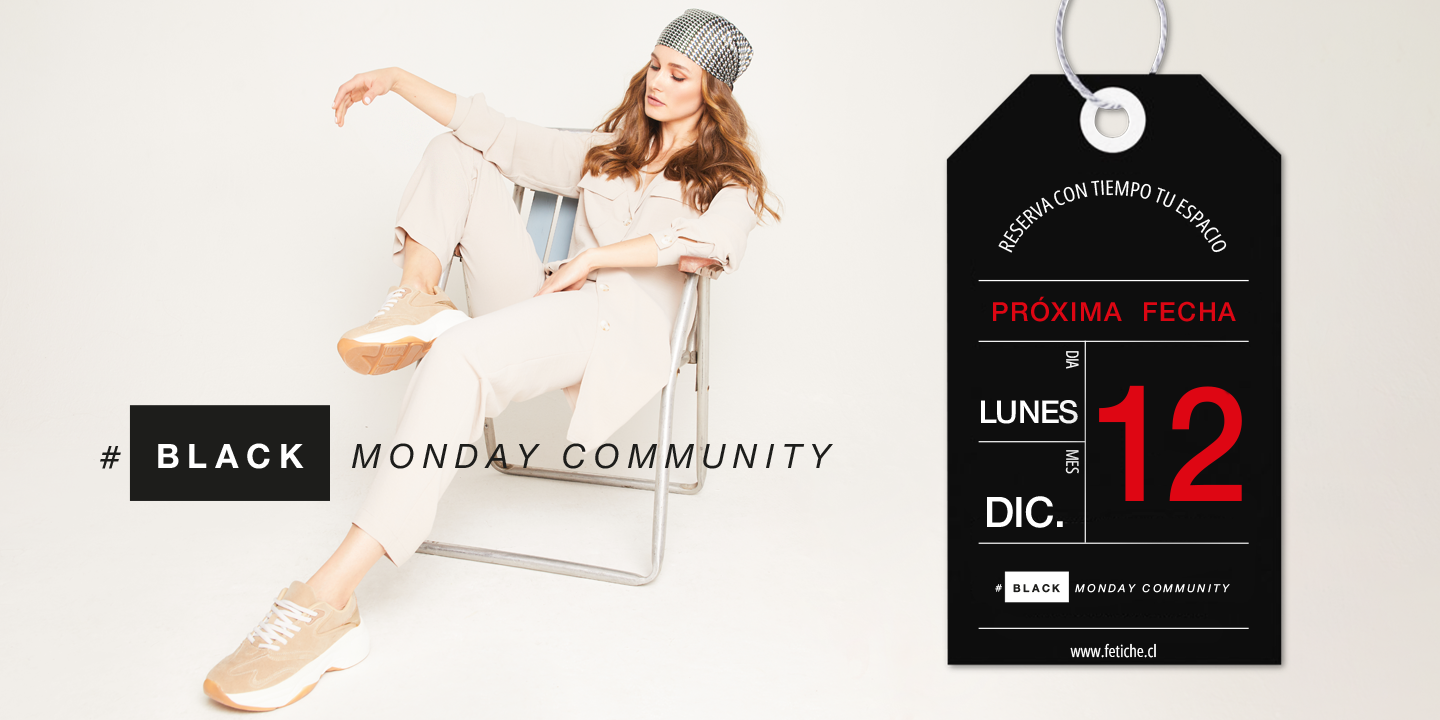 # BLACK MONDAY COMMUNITY
RESERVA CON TIEMPO TU ESPACIO
PRÓXIMA FECHA
DIA
LUNES
12
MES
DIC.
# BLACK MONDAY COMMUNITY
www.fetiche.cl